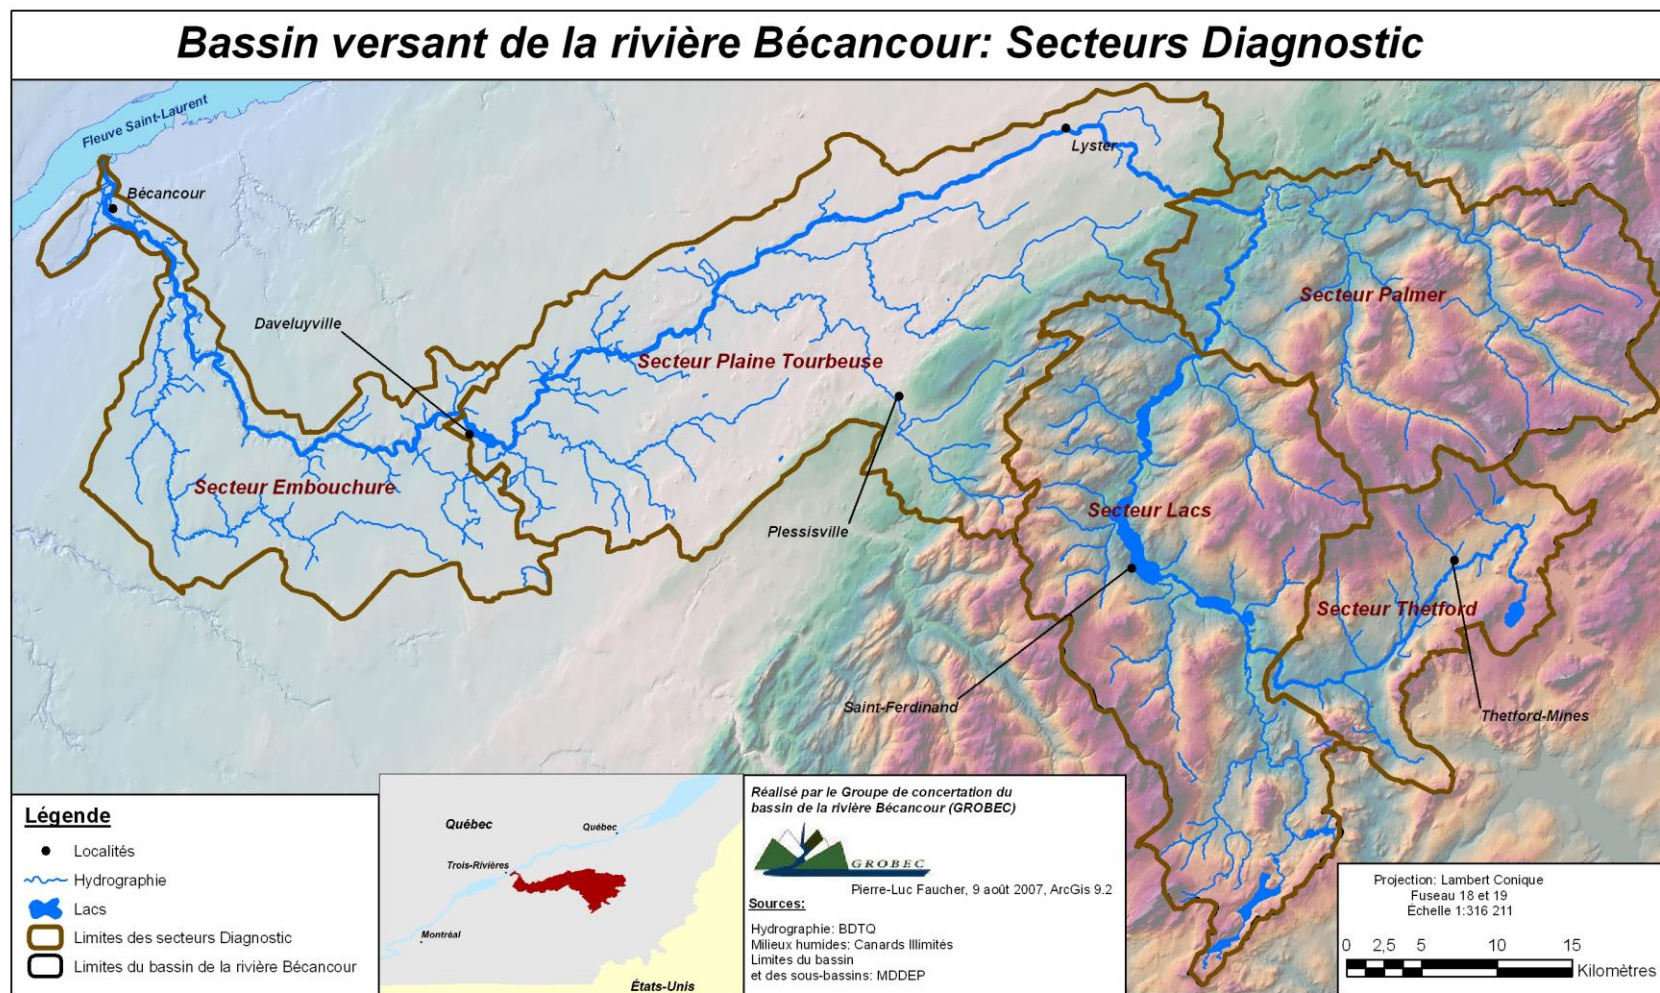 Bassin versant de la rivière Bécancour: Secteurs Diagnostic
Fleuve Saint-Laurent
Bécancour
Lyster
Daveluyville
Secteur Palmer
Secteur Plaine Tourbeuse
Secteur Embouchure
Plessisville
Secteur Lacs
Secteur Thetford
Saint-Ferdinand
Thetford-Mines
Légende
Localités
Hydrographie
Lacs
Limites des secteurs Diagnostic
Limites du bassin de la rivière Bécancour
Québec
Québec
Trois-Rivières
Montréal
États-Unis
Réalisé par le Groupe de concertation du
bassin de la rivière Bécancour (GROBEC)
GROBEC
Pierre-Luc Faucher, 9 août 2007, ArcGis 9.2
Sources:
Hydrographie: BDTQ
Milieux humides: Canards Illimités
Limites du bassin
et des sous-bassins: MDDEP
Projection: Lambert Conique
Fuseau 18 et 19
Échelle 1:316 211
0 2,5 5 10 15
Kilomètres